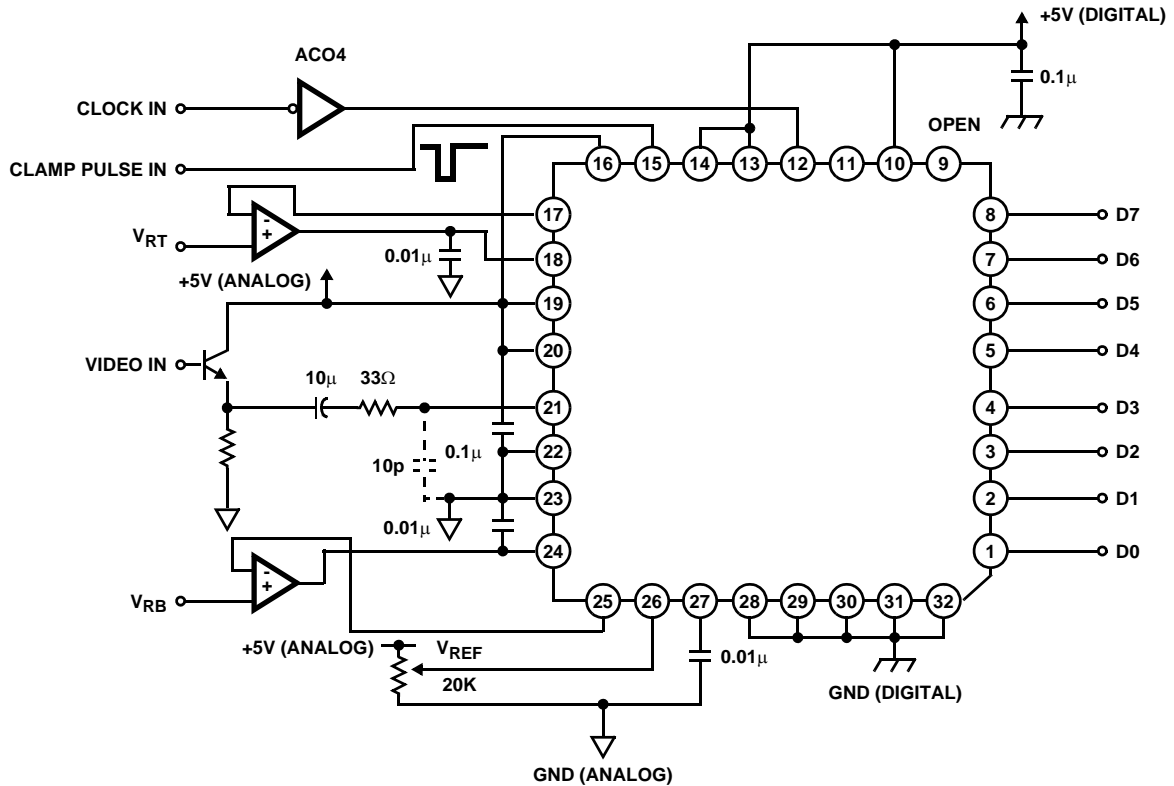 +5V (DIGITAL)
ACO4
0.1μ
CLOCK IN
OPEN
CLAMP PULSE IN
16 15 14 13 12 11 10 9
17
18
19
20
21
22
23
24
8
7
6
5
4
3
2
1
D7
D6
D5
D4
D3
D2
D1
D0
-
+
VRT
0.01μ
+5V (ANALOG)
VIDEO IN
10μ
33Ω
10p
0.1μ
0.01μ
-
+
VRB
25 26 27 28 29 30 31 32
+5V (ANALOG)
VREF
20K
0.01μ
GND (DIGITAL)
GND (ANALOG)